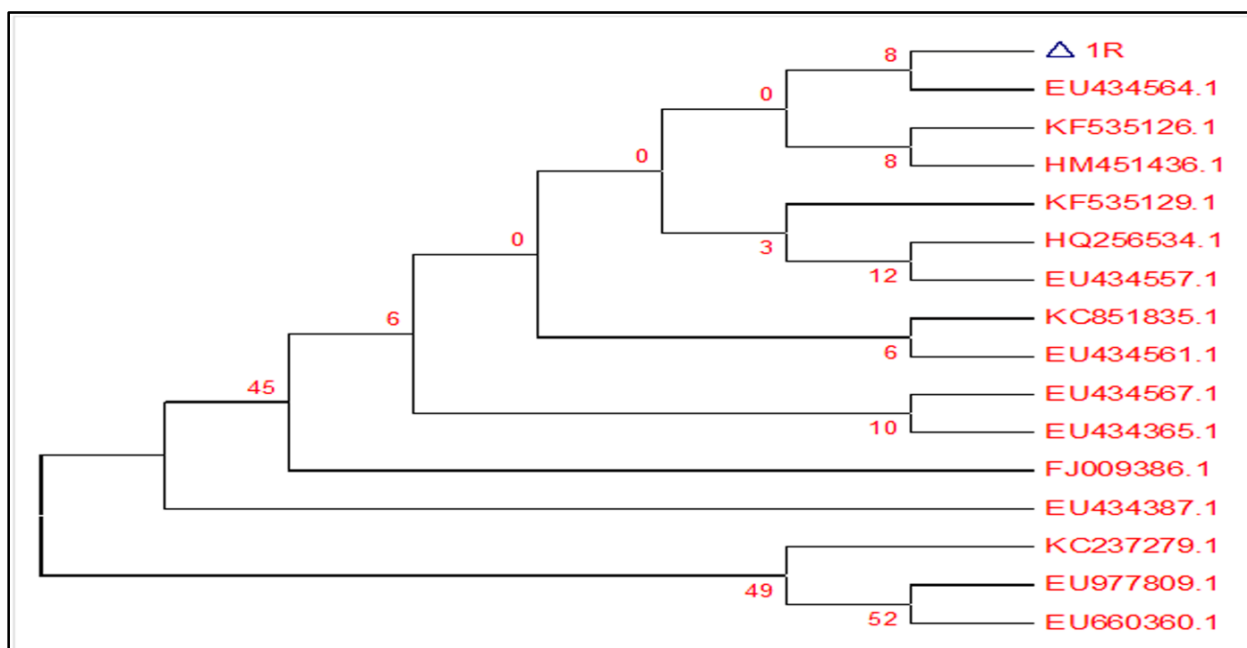 8
1R
EU434564.1
0
KF535126.1
8
HM451436.1
0
KF535129.1
3
HQ256534.1
12
EU434557.1
0
KC851835.1
6
EU434561.1
6
EU434567.1
10
EU434365.1
45
FJ009386.1
EU434387.1
KC237279.1
49
EU977809.1
52
EU660360.1